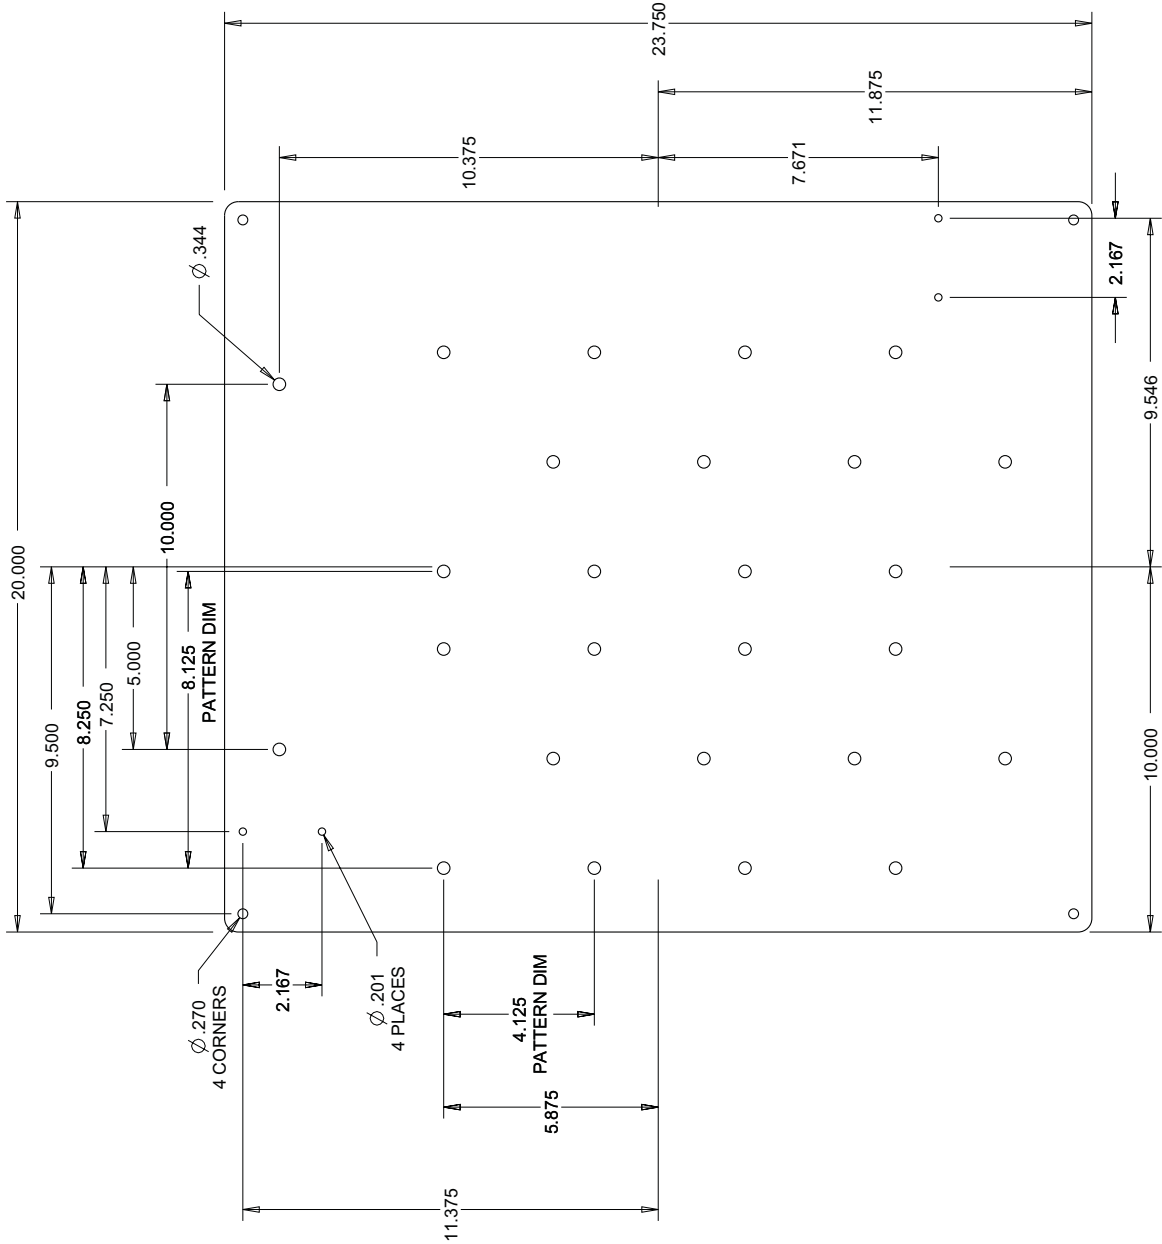 23.750
11.875
10.375
7.671
20.000
Ø .344
10.000
9.500
8.250
7.250
5.000
8.125
PATTERN DIM
2.167
9.546
10.000
Ø .270
4 CORNERS
2.167
Ø .201
4 PLACES
4.125
PATTERN DIM
5.875
11.375